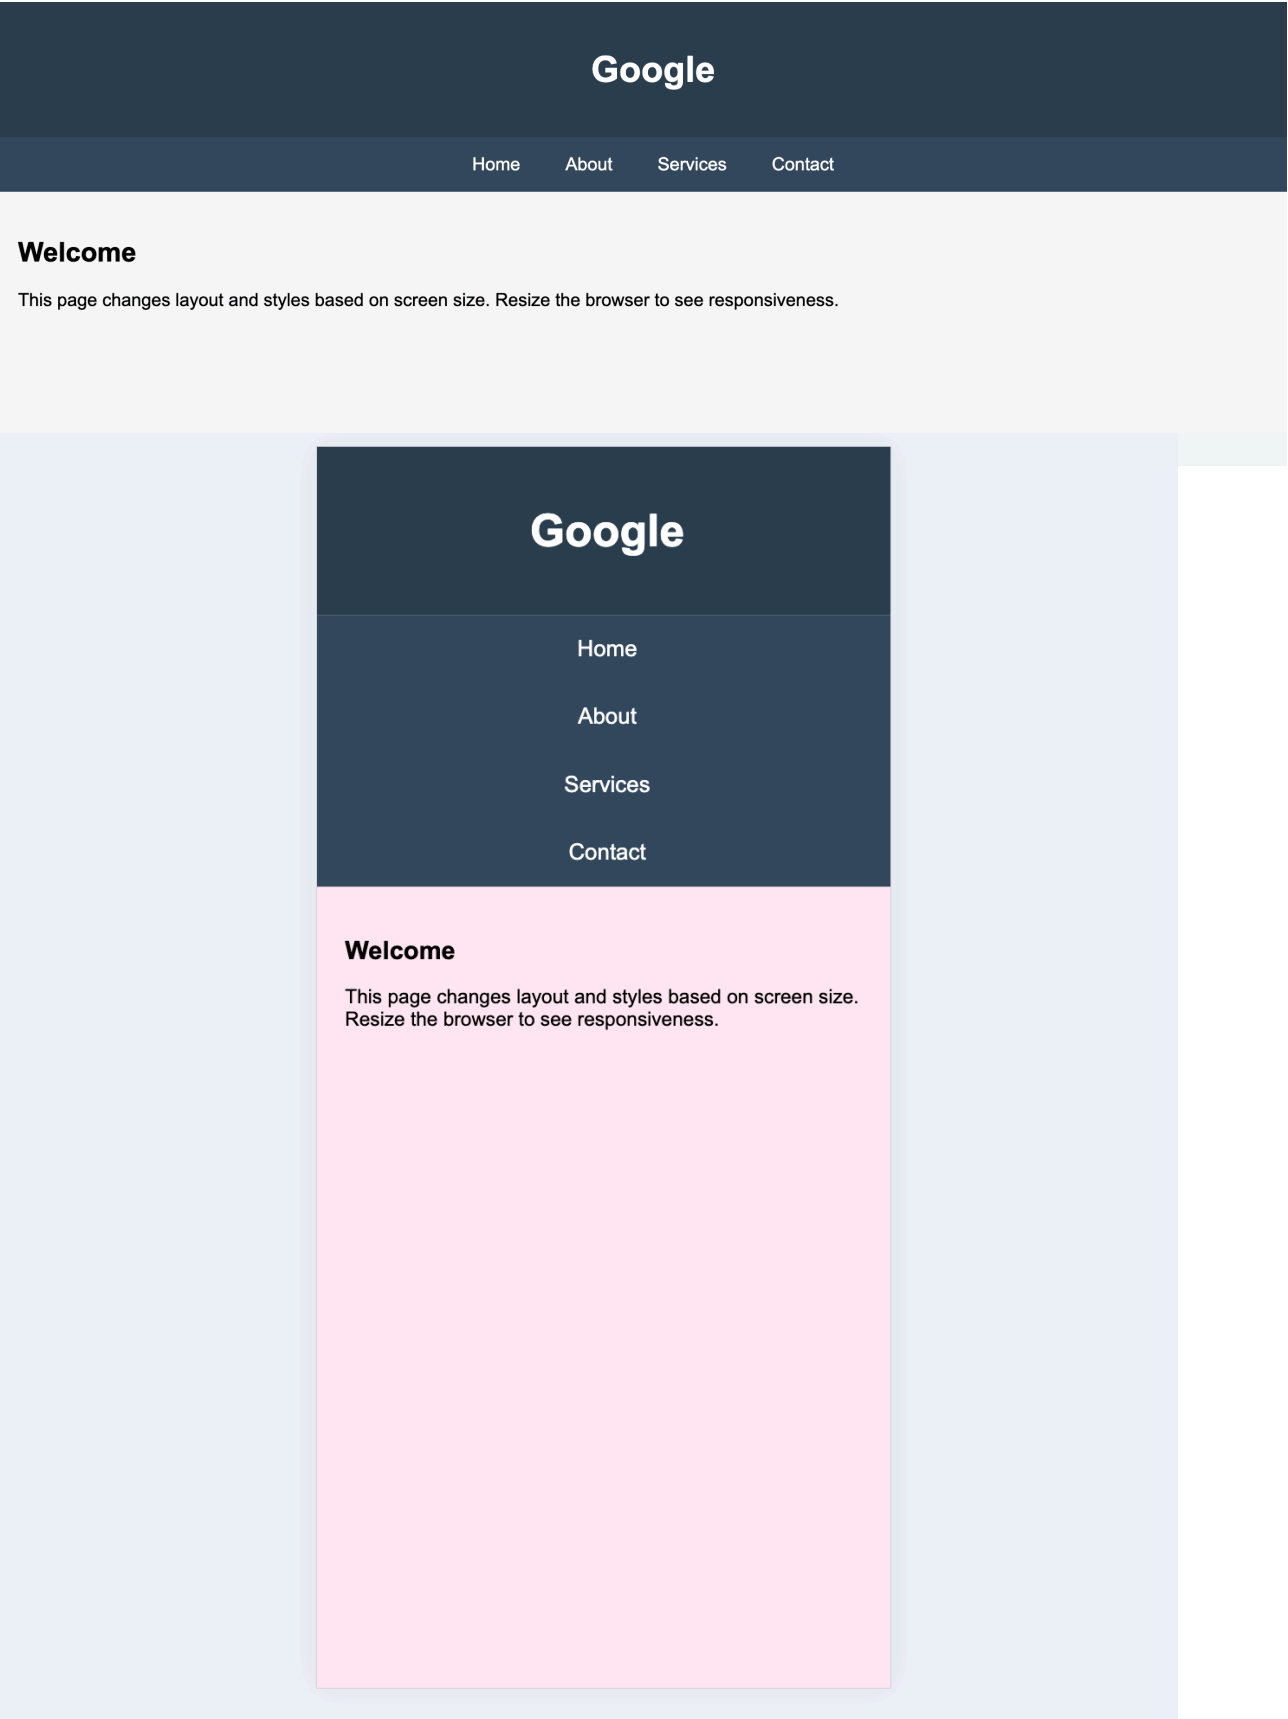 Google
Home About Services Contact
Welcome
This page changes layout and styles based on screen size. Resize the browser to see responsiveness.
Google
Home
About
Services
Contact
Welcome
This page changes layout and styles based on screen size.
Resize the browser to see responsiveness.